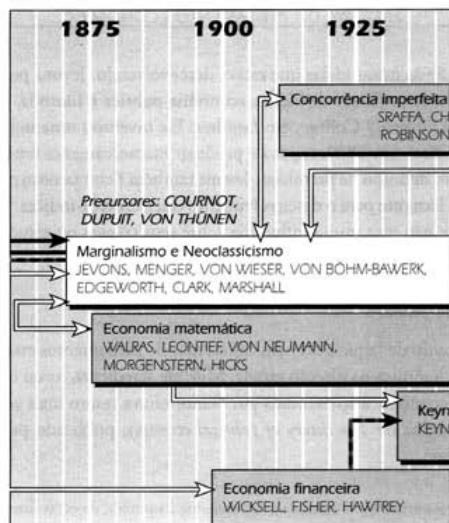 1875 1900 1925
Concorrência imperfeita
SRAFFA,
ROBINSON
Precursores: COURNOT,
DUPUIT, VON THÜNEN
Marginalismo e Neoclassicismo
JEVONS, MENGER, VON WIESER, VON BÖHM-BAWERK,
EDGEWORTH, CLARK, MARSHALL
Economia matemática
WALRAS, LEONTIEF, VON NEUMANN,
MORGENSTERN, HICKS
Keyn
KEYN
Economia financeira
WICKSELL, FISHER, HAWTREY